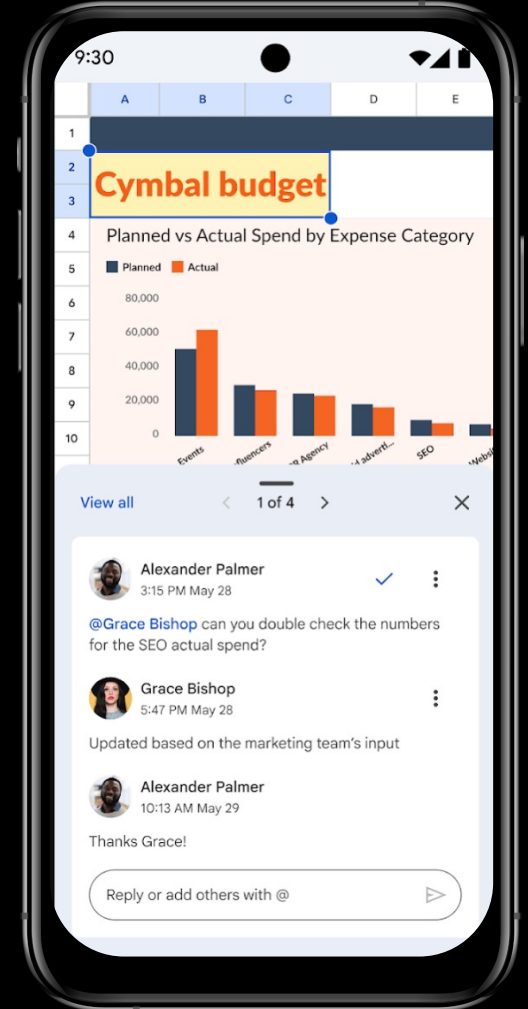 9:30
A B C D E
1
2
3
Cymbal budget
4
Planned vs Actual Spend by Expense Category
5
Planned Actual
6
80,000
7
60,000
8
40,000
9
20,000
10
0
Events fluencers R Agency d adverti... SEO Websi
View all 1 of 4
Alexander Palmer
3:15 PM May 28
@Grace Bishop can you double check the numbers
for the SEO actual spend?
Grace Bishop
5:47 PM May 28
Updated based on the marketing team's input
Alexander Palmer
10:13 AM May 29
Thanks Grace!
Reply or add others with @